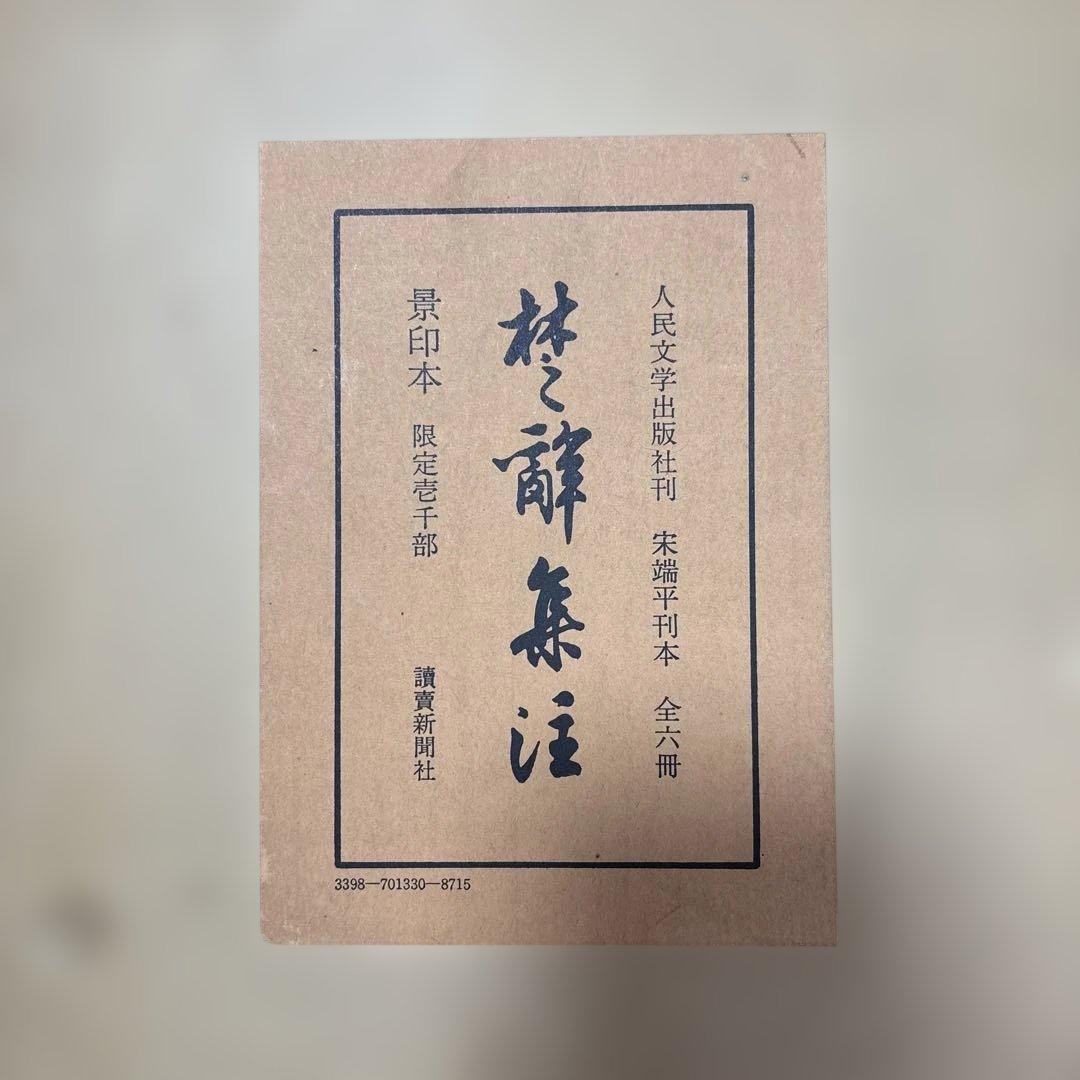 人民文学出版社刊　宋端平刊本　全六冊
楚辭集注
景印本　限定壱千部　讀賣新聞社
3398―701330―8715